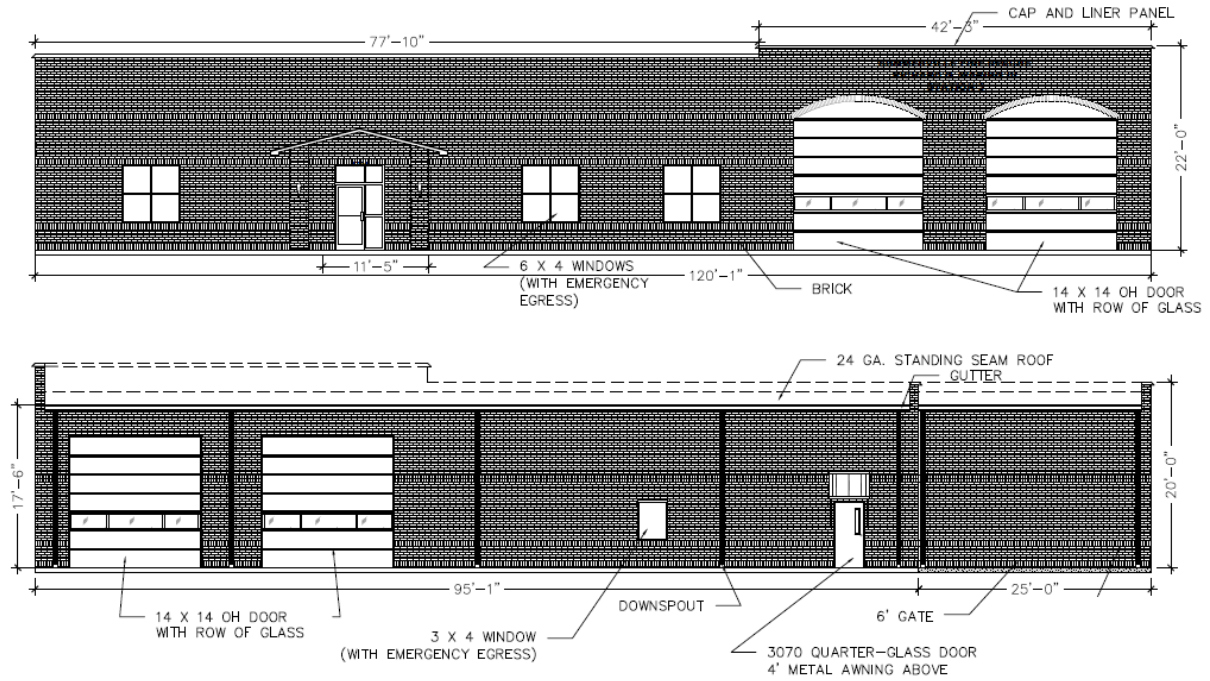 CAP AND LINER PANEL
42'-3"
77'-10"
STATION 2
22'-0"
11'-5"
6 X 4 WINDOWS
(WITH EMERGENCY
EGRESS)
120'-1"
BRICK
14 X 14 OH DOOR
WITH ROW OF GLASS
24 GA. STANDING SEAM ROOF
GUTTER
17'-6"
20'-0"
95'-1"
25'-0"
14 X 14 OH DOOR
WITH ROW OF GLASS
DOWNSPOUT
6' GATE
3 X 4 WINDOW
(WITH EMERGENCY EGRESS)
3070 QUARTER-GLASS DOOR
4' METAL AWNING ABOVE